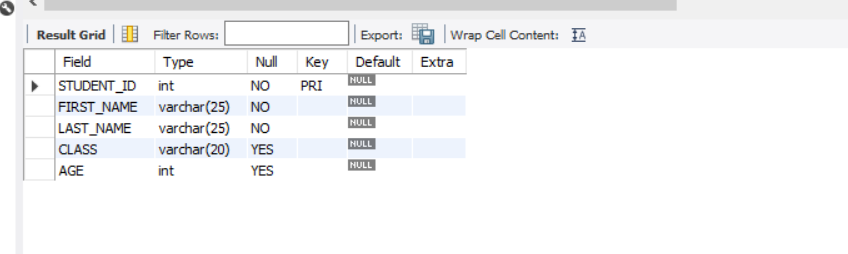 Result Grid Filter Rows: Export: Wrap Cell Content:
Field Type Null Key Default Extra
STUDENT_ID int NO PRI NULL
FIRST_NAME varchar(25) NO NULL
LAST_NAME varchar(25) NO NULL
CLASS varchar(20) YES NULL
AGE int YES NULL